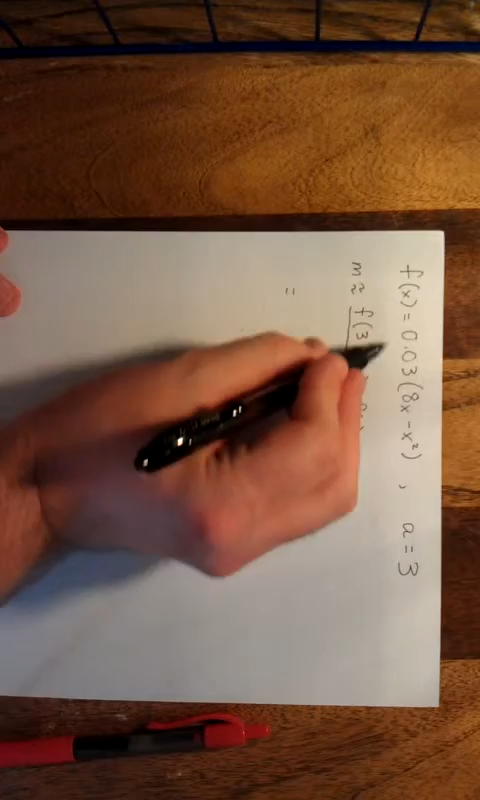 f(x) = 0.03(8x-x²) , a = 3
m ≈ f(3
=